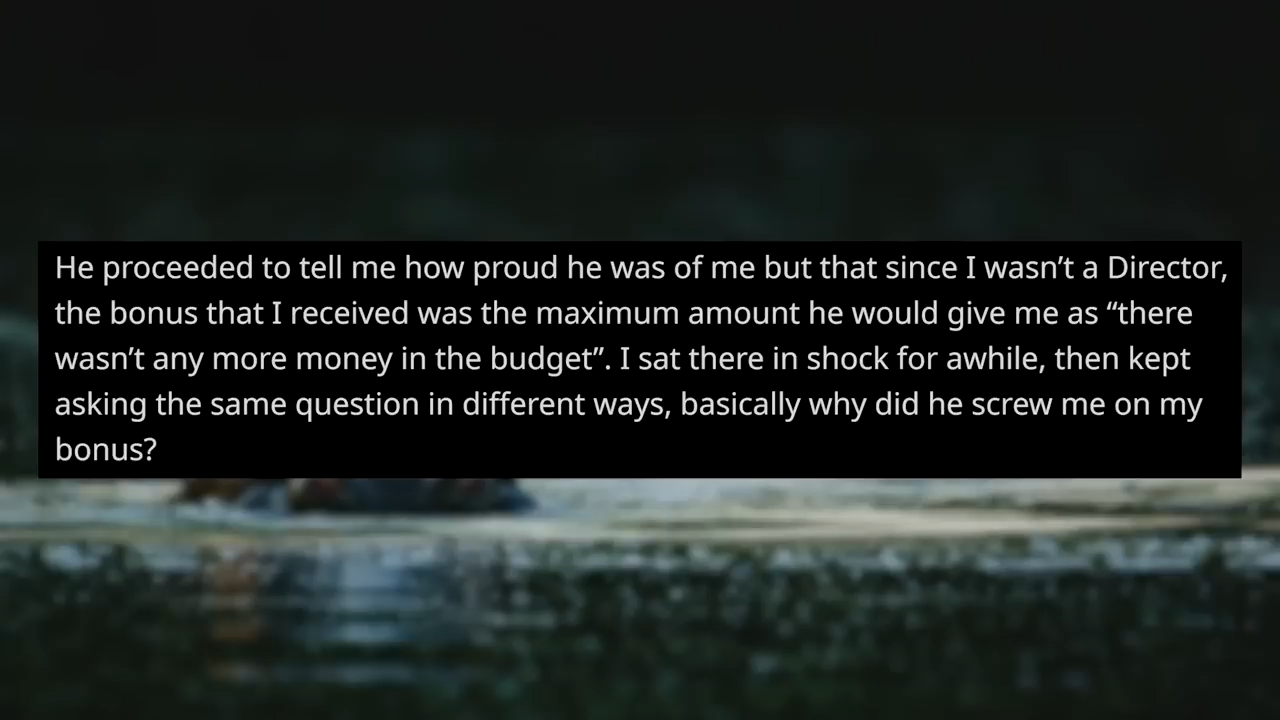 He proceeded to tell me how proud he was of me but that since I wasn’t a Director,
the bonus that I received was the maximum amount he would give me as “there
wasn’t any more money in the budget”. I sat there in shock for awhile, then kept
asking the same question in different ways, basically why did he screw me on my
bonus?